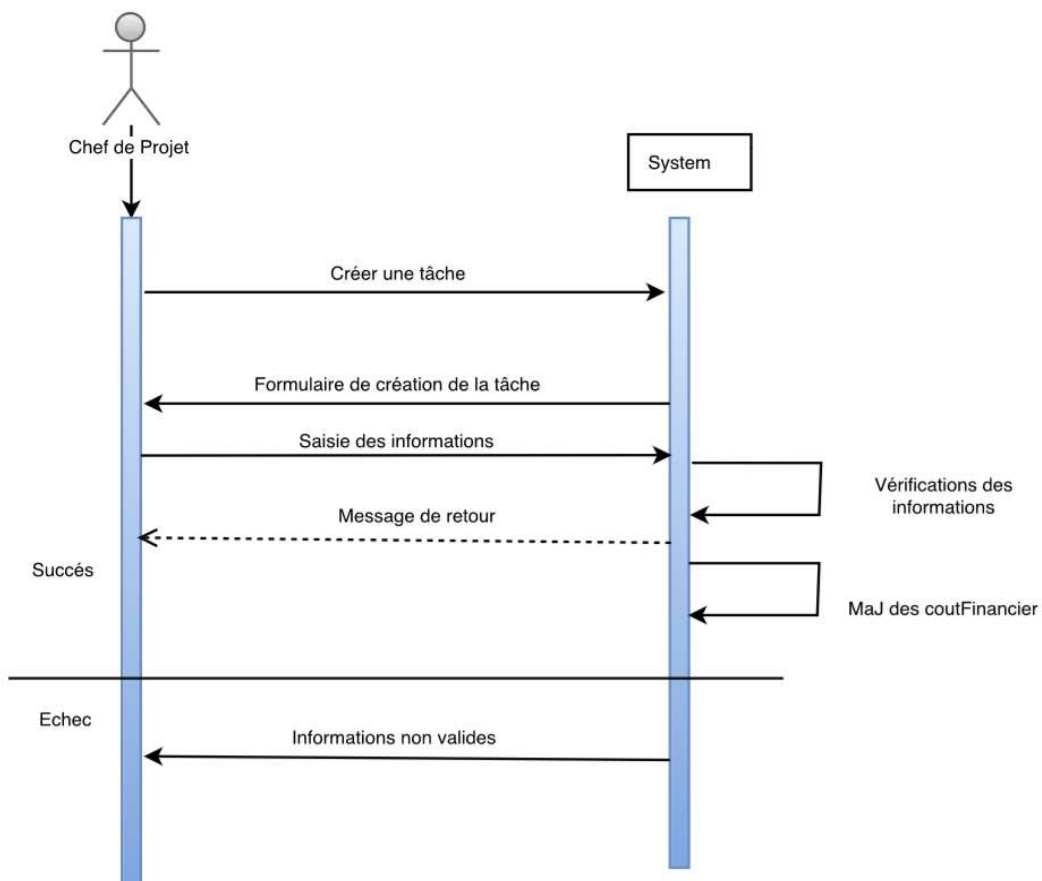 Chef de Projet
System
Créer une tâche
Formulaire de création de la tâche
Saisie des informations
Vérifications des
informations
Message de retour
Succés
MaJ des coutFinancier
Echec
Informations non valides